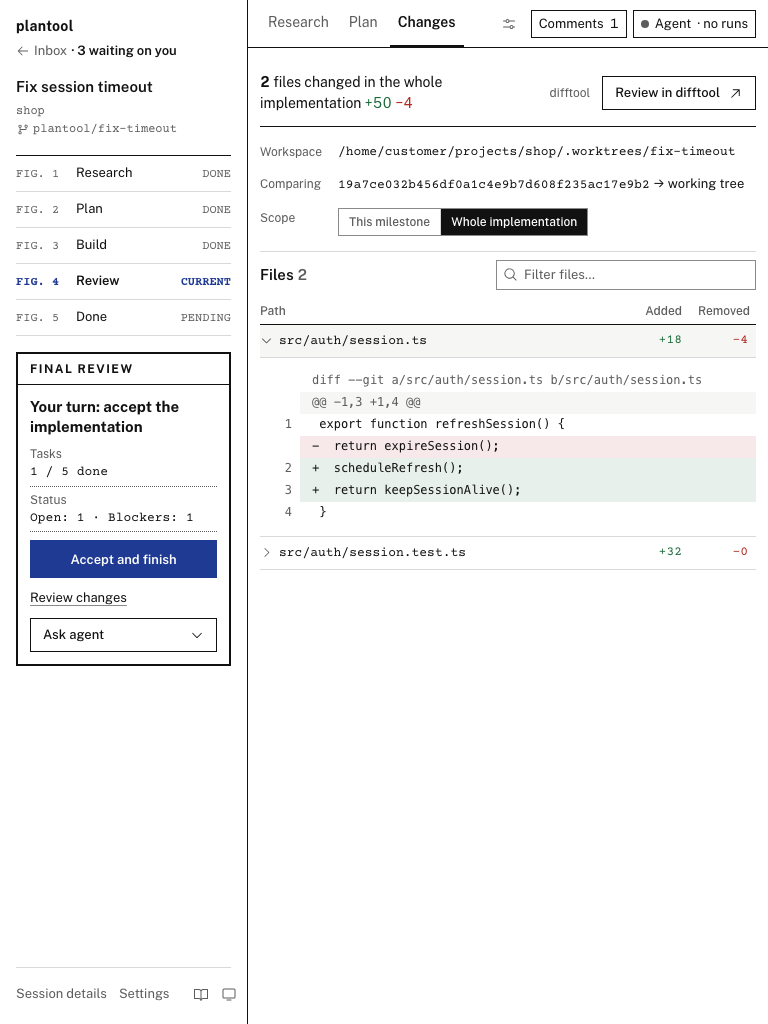 plantool
← Inbox · 3 waiting on you
Fix session timeout
shop
plantool/fix-timeout
FIG. 1 Research DONE
FIG. 2 Plan DONE
FIG. 3 Build DONE
FIG. 4 Review CURRENT
FIG. 5 Done PENDING
FINAL REVIEW
Your turn: accept the
implementation
Tasks
1 / 5 done
Status
Open: 1 · Blockers: 1
Accept and finish
Review changes
Ask agent
Session details Settings
Research Plan Changes Comments 1 Agent · no runs
2 files changed in the whole
implementation +50 −4
difftool Review in difftool ↗
Workspace /home/customer/projects/shop/.worktrees/fix-timeout
Comparing 19a7ce032b456df0a1c4e9b7d608f235ac17e9b2 → working tree
Scope This milestone Whole implementation
Files 2 Filter files...
Path Added Removed
src/auth/session.ts +18 −4
diff --git a/src/auth/session.ts b/src/auth/session.ts
@@ −1,3 +1,4 @@
1 export function refreshSession() {
− return expireSession();
2 + scheduleRefresh();
3 + return keepSessionAlive();
4 }
src/auth/session.test.ts +32 −0